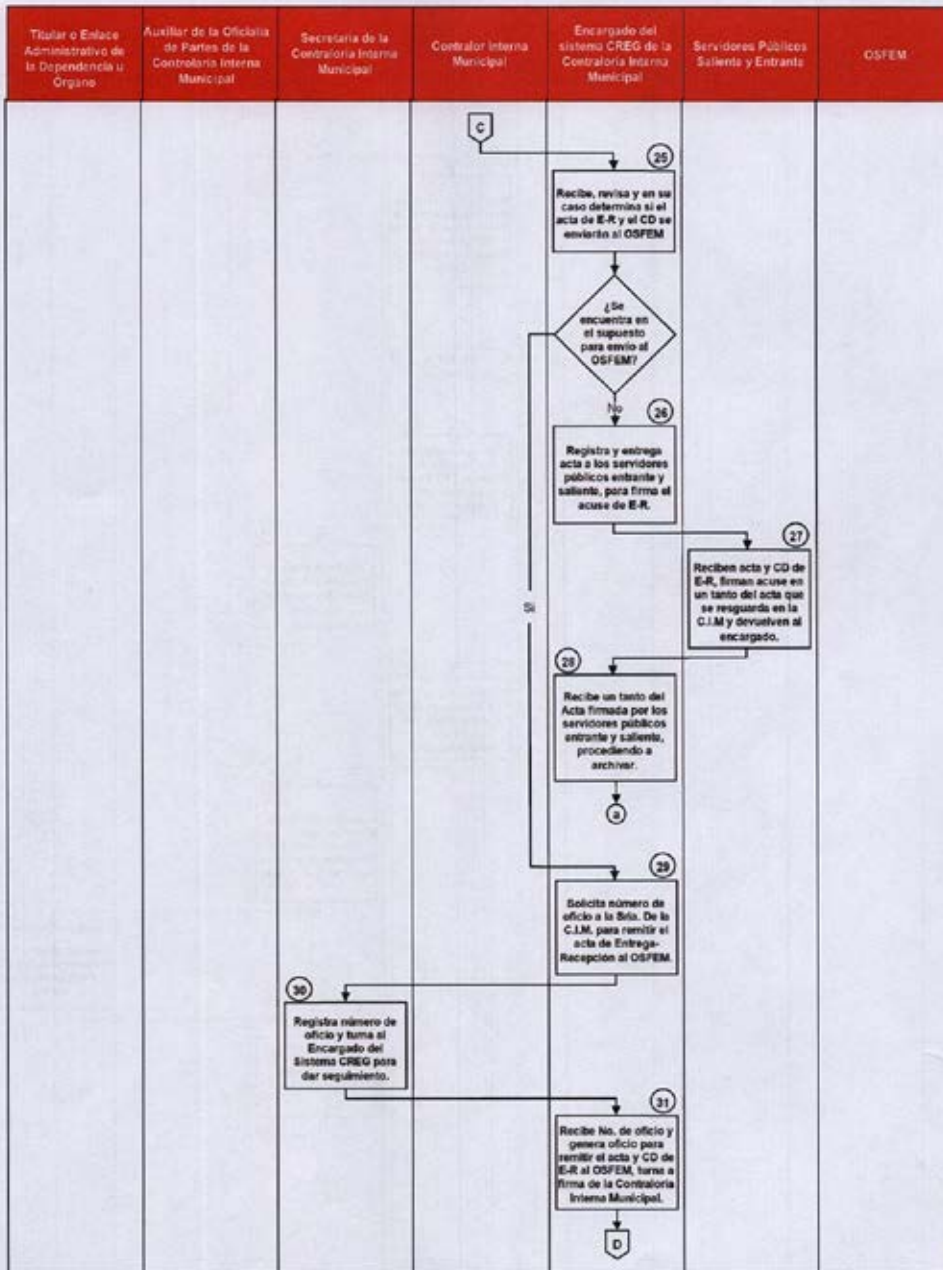 Titular o Enlace
Administrativo de
la Dependencia u
Órgano
Auxiliar de la Oficialía
de Partes de la
Controlaría Interna
Municipal
Secretaria de la
Contraloría Interna
Municipal
Contralor Interna
Municipal
Encargado del
sistema CREG de la
Contraloría Interna
Municipal
Servidores Públicos
Saliente y Entrante
OSFEM
C
25
Recibe, revisa y en su
caso determina si el
acta de E-R y el CD se
enviarán al OSFEM
¿Se
encuentra en
el supuesto
para envío al
OSFEM?
No
26
Registra y entrega
acta a los servidores
públicos entrante y
saliente, para firma el
acuse de E-R.
27
Reciben acta y CD de
E-R, firman acuse en
un tanto del acta que
se resguarda en la
C.I.M y devuelven al
encargado.
SI
28
Recibe un tanto del
Acta firmada por los
servidores públicos
entrante y saliente,
procediendo a
archivar.
a
29
Solicita número de
oficio a la Sria. De la
C.I.M. para remitir el
acta de Entrega-
Recepción al OSFEM.
30
Registra número de
oficio y turna al
Encargado del
Sistema CREG para
dar seguimiento.
31
Recibe No. de oficio y
genera oficio para
remitir el acta y CD de
E-R al OSFEM, turna a
firma de la Contraloría
Interna Municipal.
D